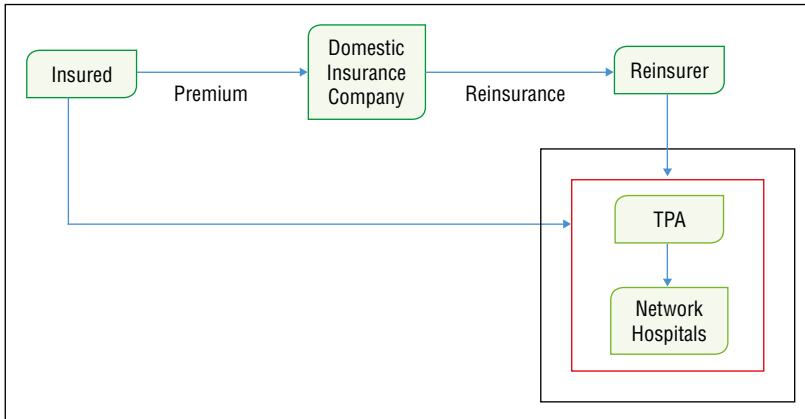 Insured
Premium
Domestic
Insurance
Company
Reinsurance
Reinsurer
TPA
Network
Hospitals